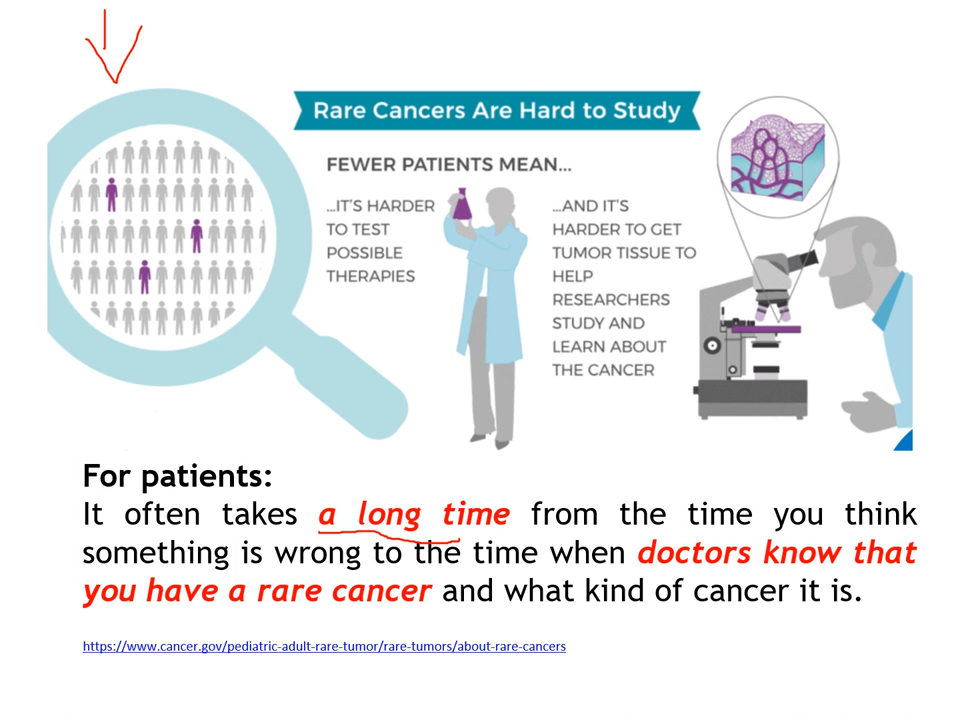 Rare Cancers Are Hard to Study
FEWER PATIENTS MEAN...
...IT'S HARDER
TO TEST
POSSIBLE
THERAPIES
...AND IT'S
HARDER TO GET
TUMOR TISSUE TO
HELP
RESEARCHERS
STUDY AND
LEARN ABOUT
THE CANCER
For patients:
It often takes a long time from the time you think
something is wrong to the time when doctors know that
you have a rare cancer and what kind of cancer it is.
https://www.cancer.gov/pediatric-adult-rare-tumor/rare-tumors/about-rare-cancers